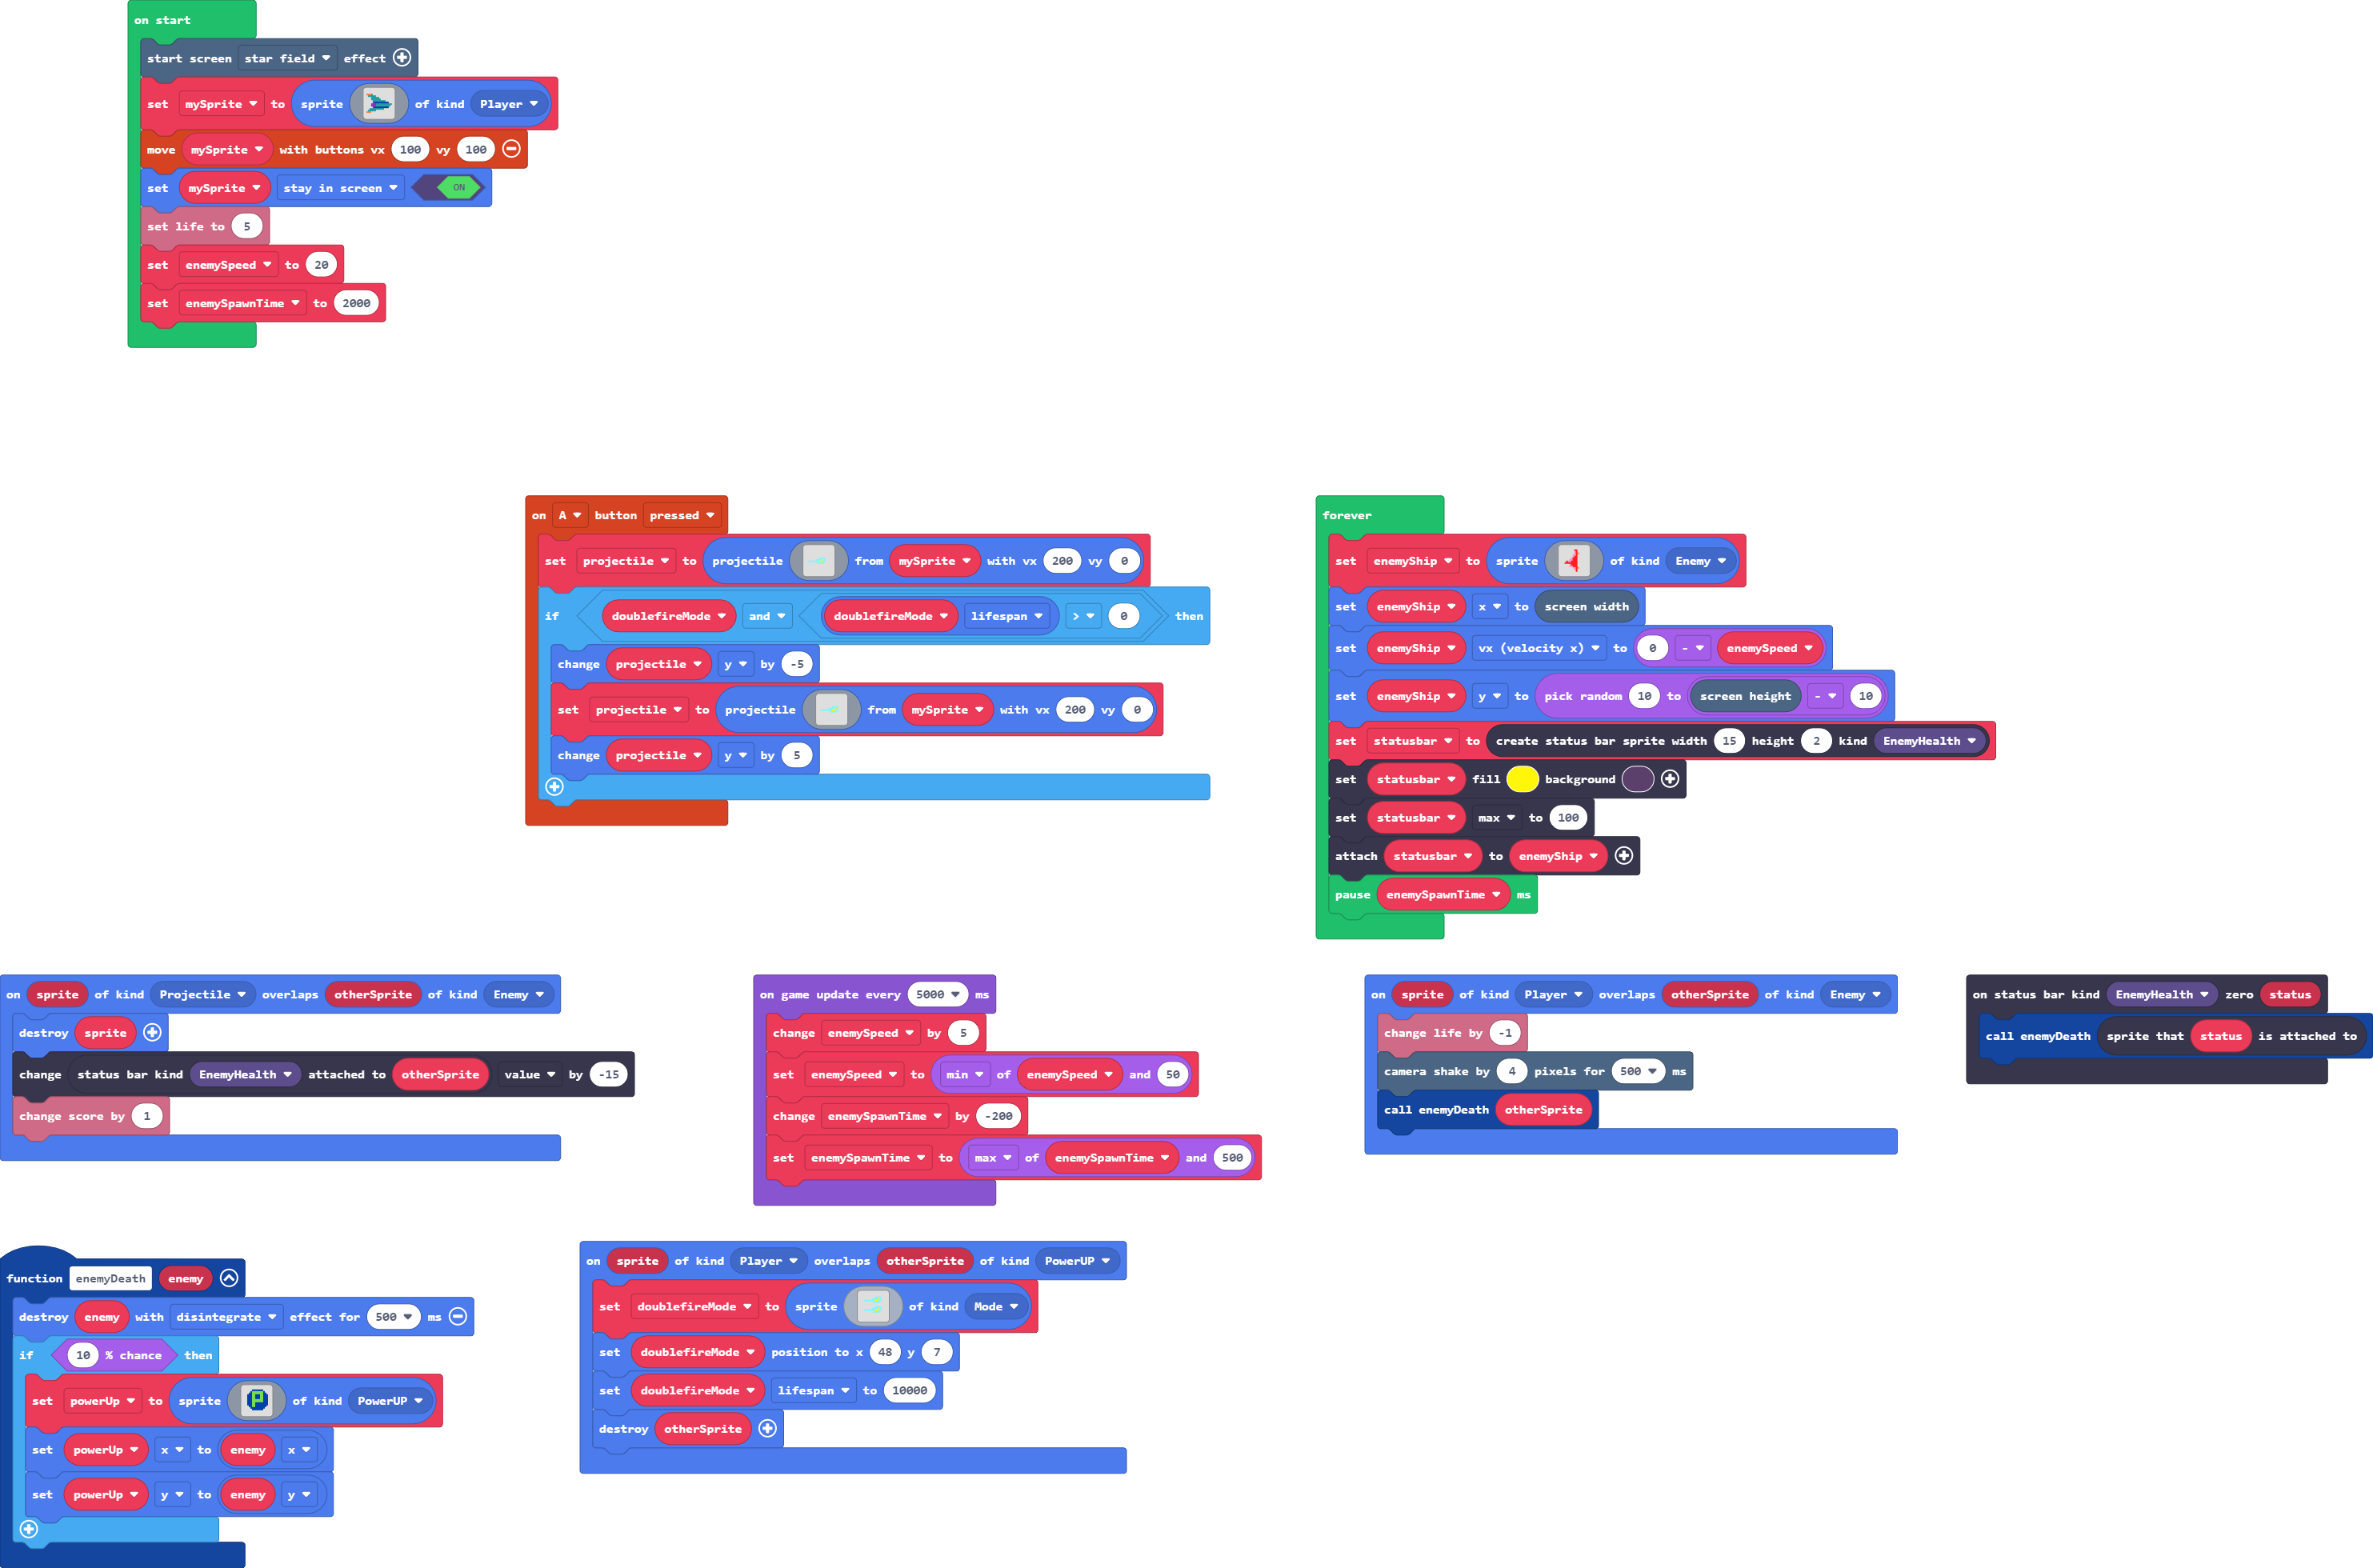 on start
start screen star field effect
set mySprite to sprite of kind Player
move mySprite with buttons vx 100 vy 100
set mySprite stay in screen ON
set life to 5
set enemySpeed to 20
set enemySpawnTime to 2000
on A button pressed
set projectile to projectile from mySprite with vx 200 vy 0
if doublefireMode and doublefireMode lifespan > 0 then
change projectile y by -5
set projectile to projectile from mySprite with vx 200 vy 0
change projectile y by 5
forever
set enemyShip to sprite of kind Enemy
set enemyShip x to screen width
set enemyShip vx (velocity x) to 0 - enemySpeed
set enemyShip y to pick random 10 to screen height - 10
set statusbar to create status bar sprite width 15 height 2 kind EnemyHealth
set statusbar fill background
set statusbar max to 100
attach statusbar to enemyShip
pause enemySpawnTime ms
on sprite of kind Projectile overlaps otherSprite of kind Enemy
destroy sprite
change status bar kind EnemyHealth attached to otherSprite value by -15
change score by 1
on game update every 5000 ms
change enemySpeed by 5
set enemySpeed to min of enemySpeed and 50
change enemySpawnTime by -200
set enemySpawnTime to max of enemySpawnTime and 500
on sprite of kind Player overlaps otherSprite of kind Enemy
change life by -1
camera shake by 4 pixels for 500 ms
call enemyDeath otherSprite
on status bar kind EnemyHealth zero status
call enemyDeath sprite that status is attached to
function enemyDeath enemy
destroy enemy with disintegrate effect for 500 ms
if 10 % chance then
set powerUp to sprite P of kind PowerUP
set powerUp x to enemy x
set powerUp y to enemy y
on sprite of kind Player overlaps otherSprite of kind PowerUP
set doublefireMode to sprite of kind Mode
set doublefireMode position to x 48 y 7
set doublefireMode lifespan to 10000
destroy otherSprite